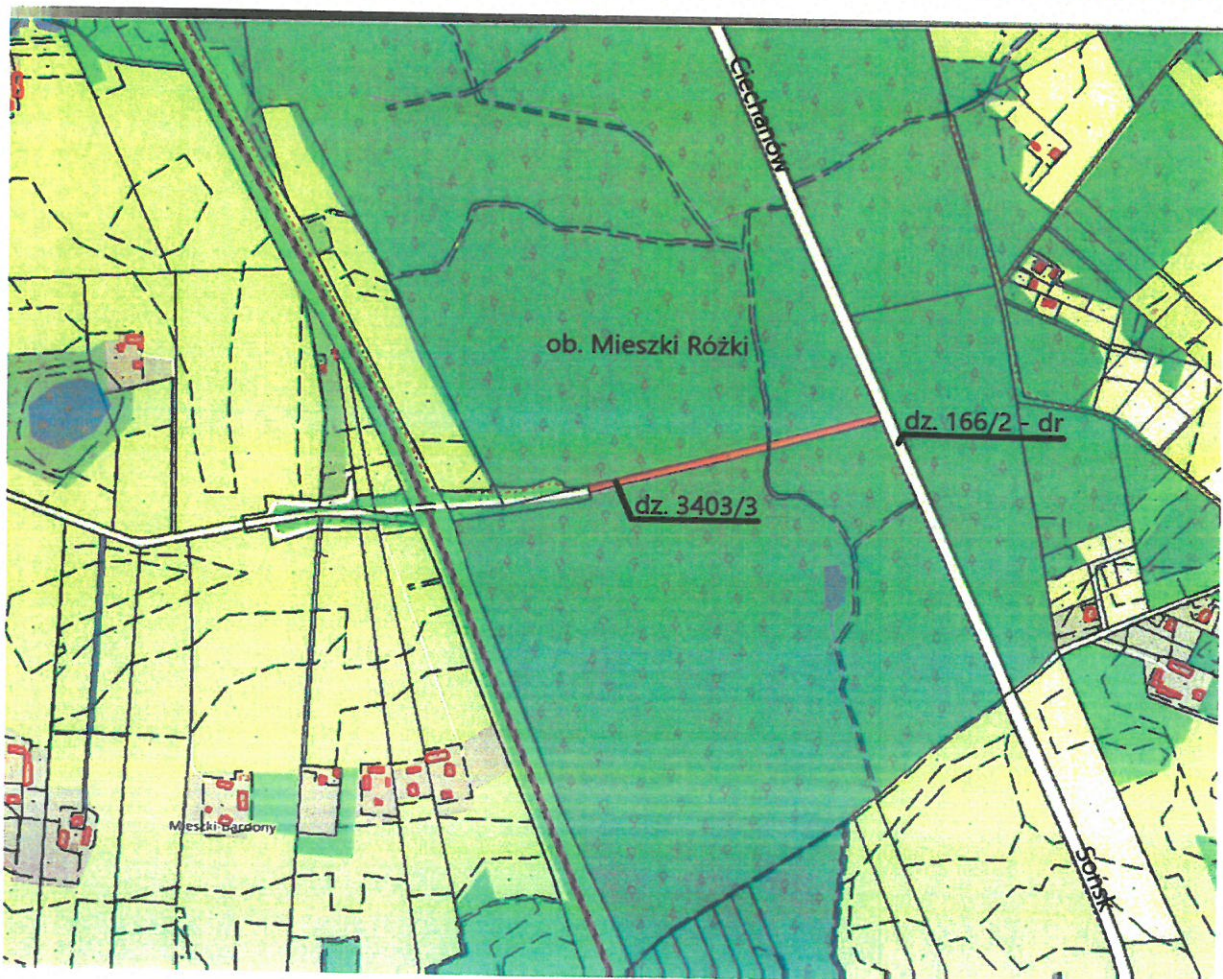 Ciechanów
ob. Mieszki Różki
dz. 166/2 - dr
dz. 3403/3
Mieszki-Bardony
Sońsk